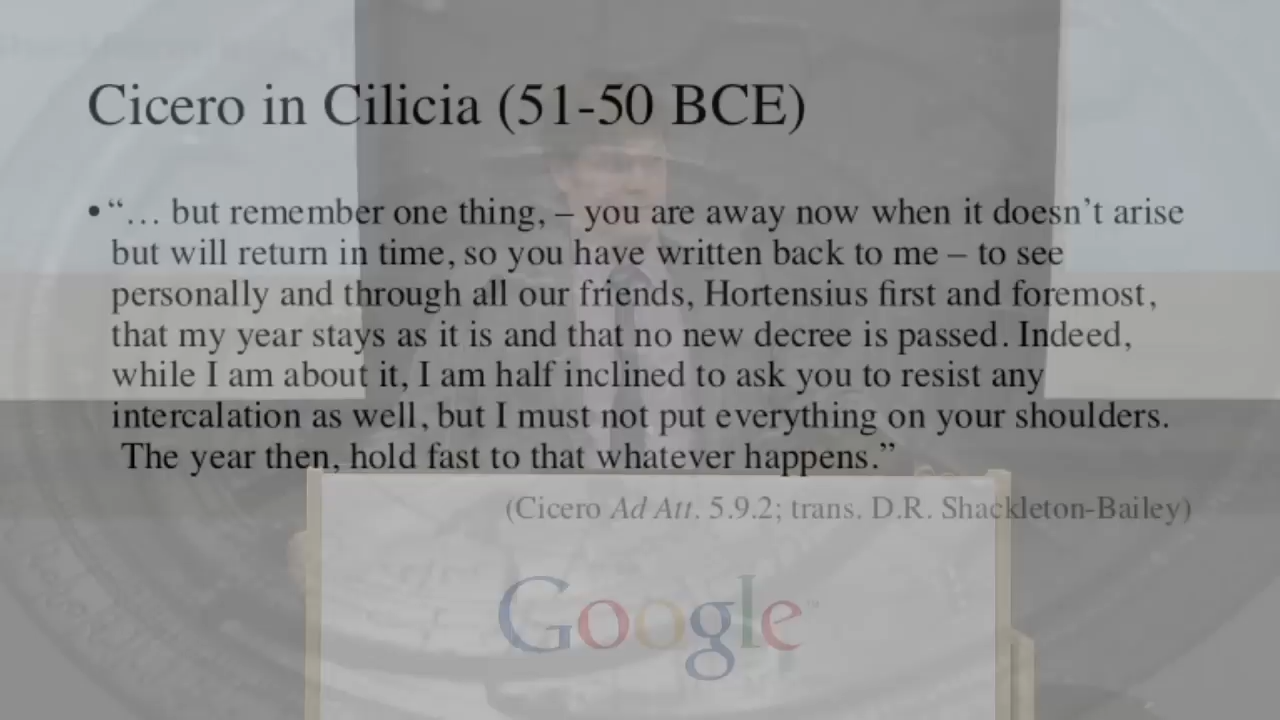 Cicero in Cilicia (51-50 BCE)
• “… but remember one thing, – you are away now when it doesn’t arise
but will return in time, so you have written back to me – to see
personally and through all our friends, Hortensius first and foremost,
that my year stays as it is and that no new decree is passed. Indeed,
while I am about it, I am half inclined to ask you to resist any
intercalation as well, but I must not put everything on your shoulders.
The year then, hold fast to that whatever happens.”
(Cicero Ad Att. 5.9.2; trans. D.R. Shackleton-Bailey)
Google